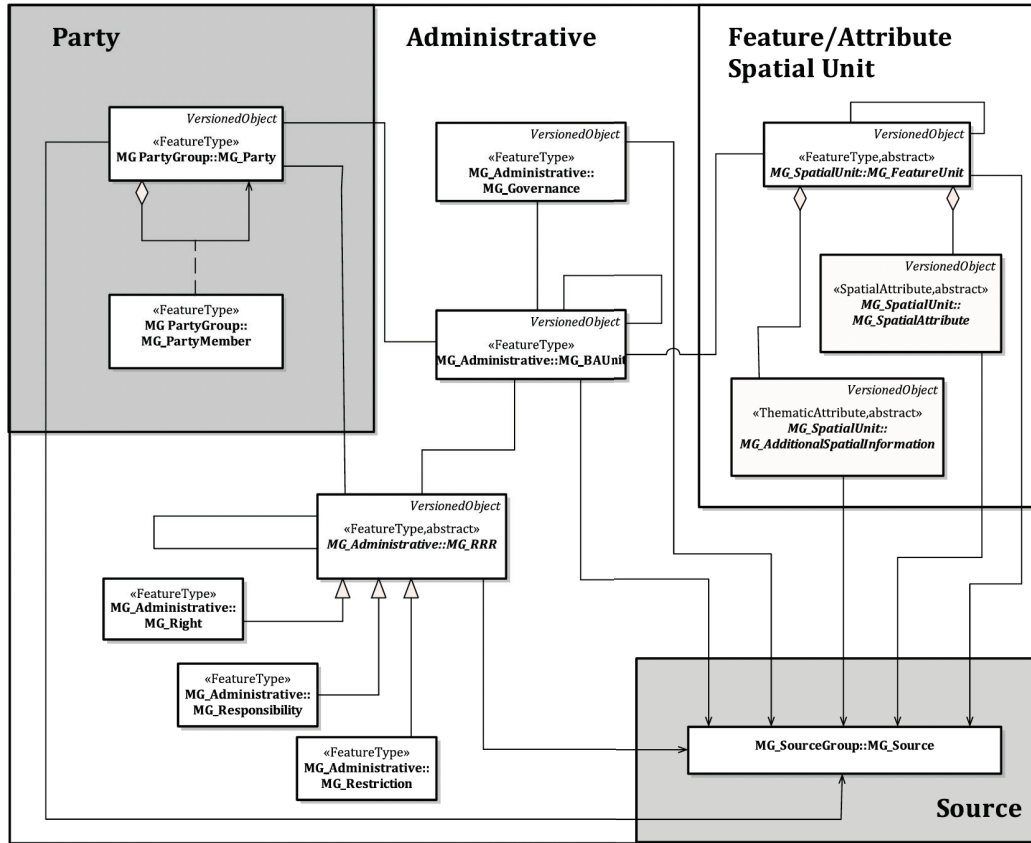 Party
VersionedObject
«FeatureType»
MG PartyGroup::MG_Party
«FeatureType»
MG PartyGroup::
MG_PartyMember
Administrative
VersionedObject
«FeatureType»
MG_Administrative::
MG_Governance
VersionedObject
«FeatureType»
MG_Administrative::MG_BAUnit
VersionedObject
«FeatureType,abstract»
MG_Administrative::MG_RRR
«FeatureType»
MG_Administrative::
MG_Right
«FeatureType»
MG_Administrative::
MG_Responsibility
«FeatureType»
MG_Administrative::
MG_Restriction
Feature/Attribute
Spatial Unit
VersionedObject
«FeatureType,abstract»
MG_SpatialUnit::MG_FeatureUnit
VersionedObject
«SpatialAttribute,abstract»
MG_SpatialUnit::
MG_SpatialAttribute
VersionedObject
«ThematicAttribute,abstract»
MG_SpatialUnit::
MG_AdditionalSpatialInformation
MG_SourceGroup::MG_Source
Source